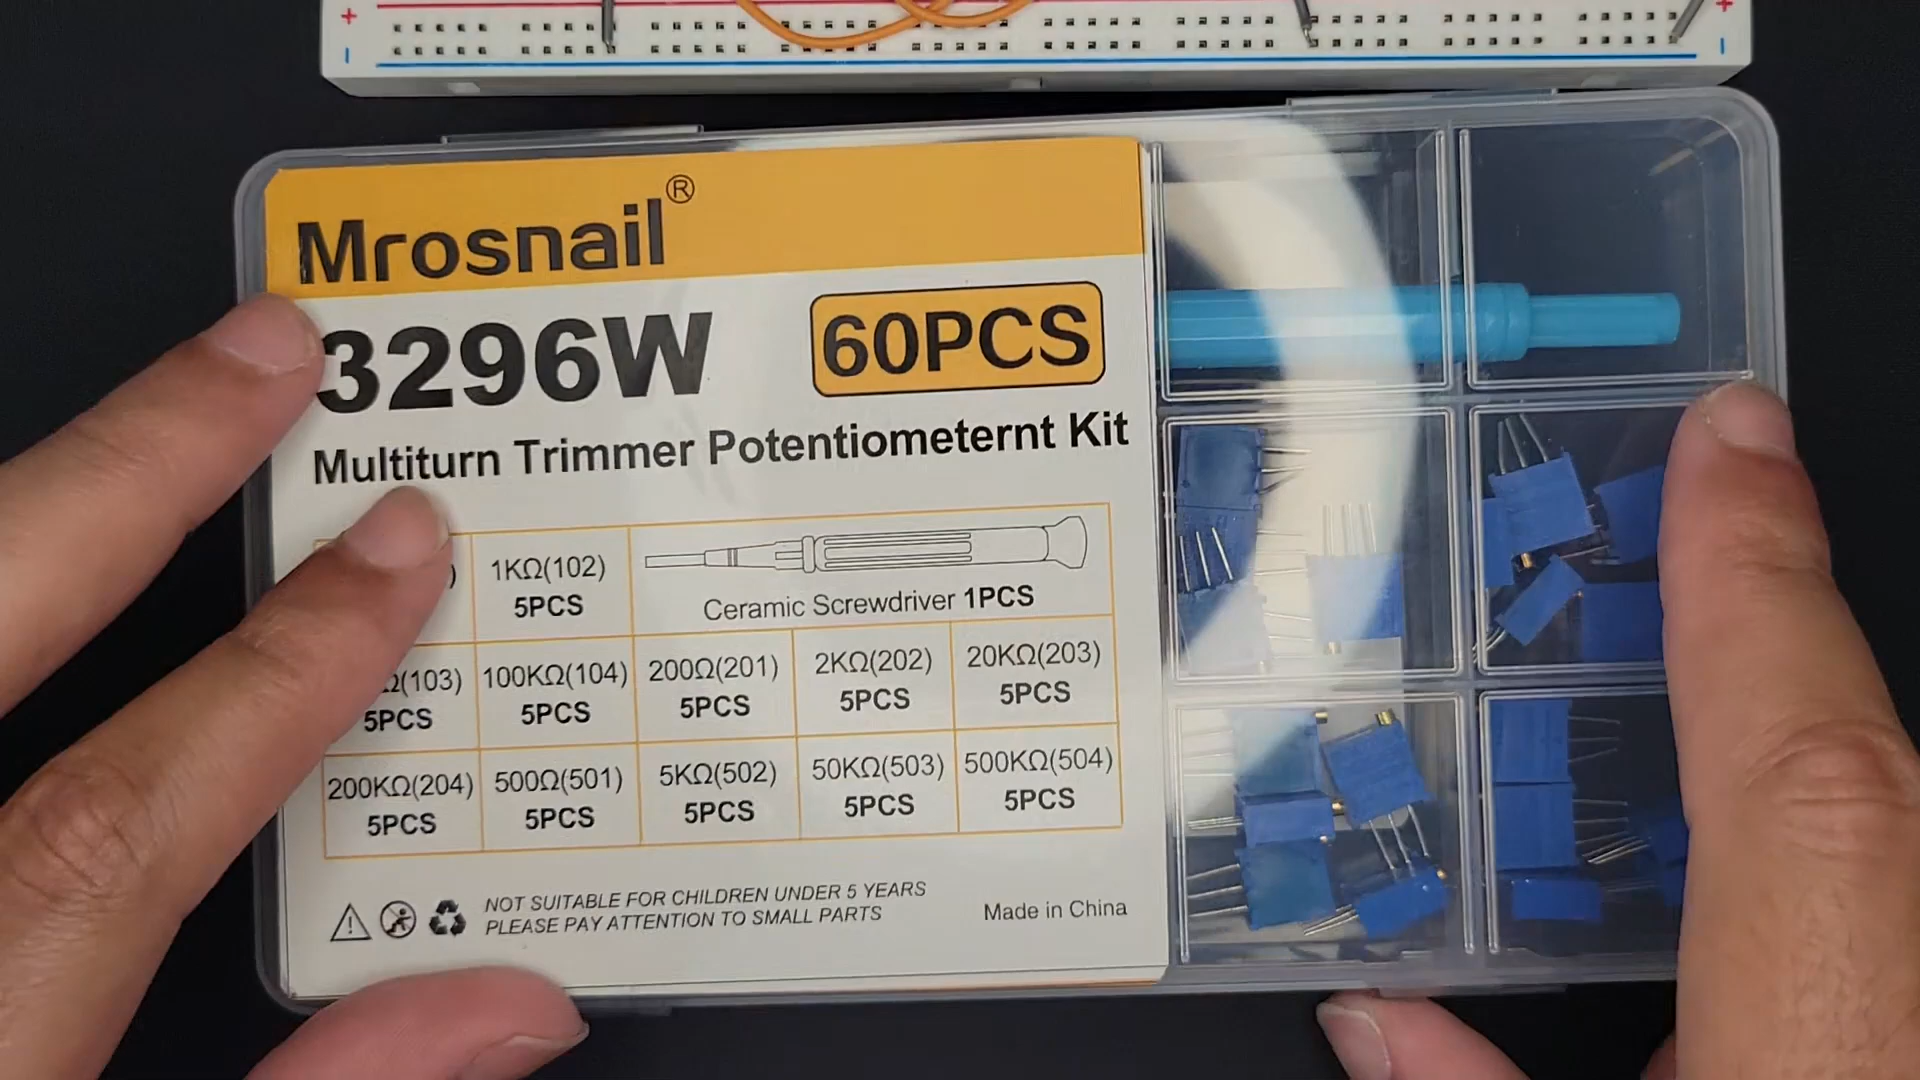 +
+
Mrosnail®
3296W
60PCS
Multiturn Trimmer Potentiometernt Kit
)
1KΩ(102)
5PCS
Ceramic Screwdriver 1PCS
Ω(103)
5PCS
100KΩ(104)
5PCS
200Ω(201)
5PCS
2KΩ(202)
5PCS
20KΩ(203)
5PCS
200KΩ(204)
5PCS
500Ω(501)
5PCS
5KΩ(502)
5PCS
50KΩ(503)
5PCS
500KΩ(504)
5PCS
NOT SUITABLE FOR CHILDREN UNDER 5 YEARS
PLEASE PAY ATTENTION TO SMALL PARTS
Made in China